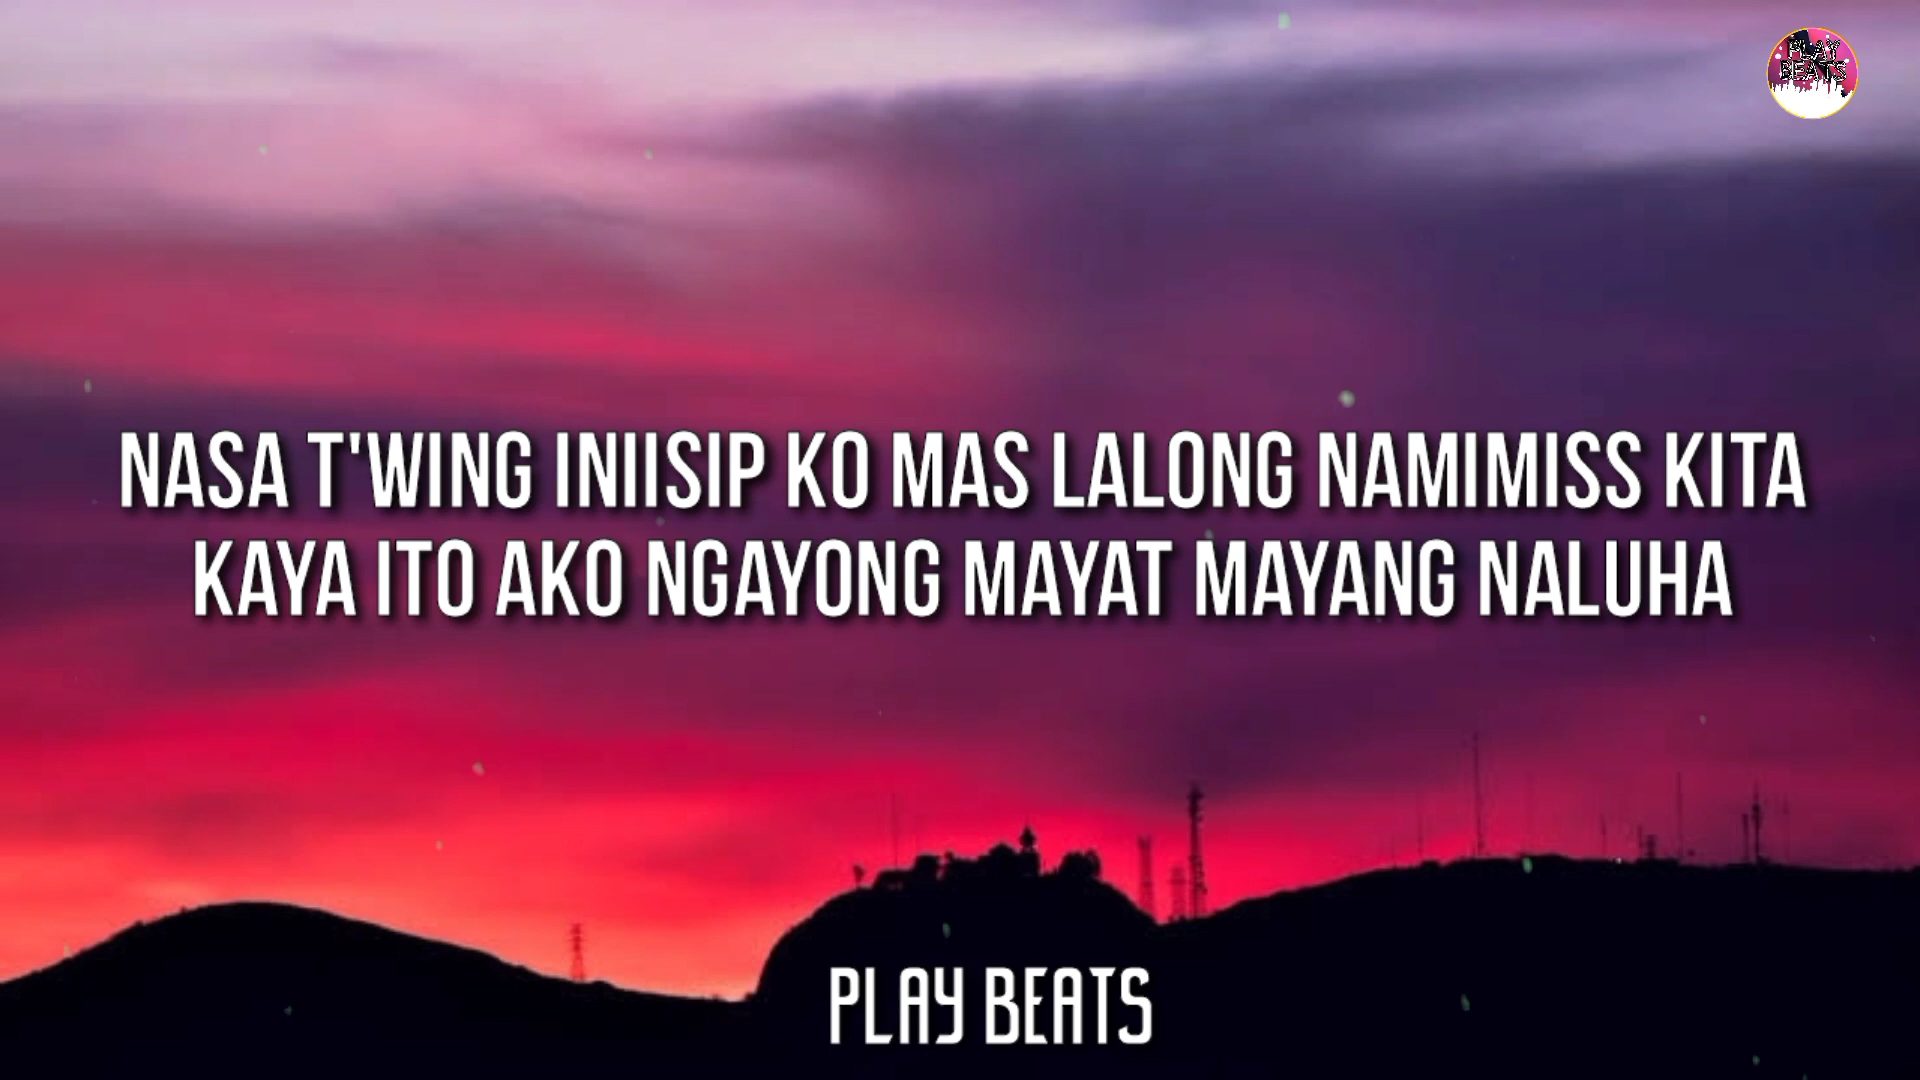 PLAY
BEATS
NASA T'WING INIISIP KO MAS LALONG NAMIMISS KITA
KAYA ITO AKO NGAYONG MAYAT MAYANG NALUHA
PLAY BEATS